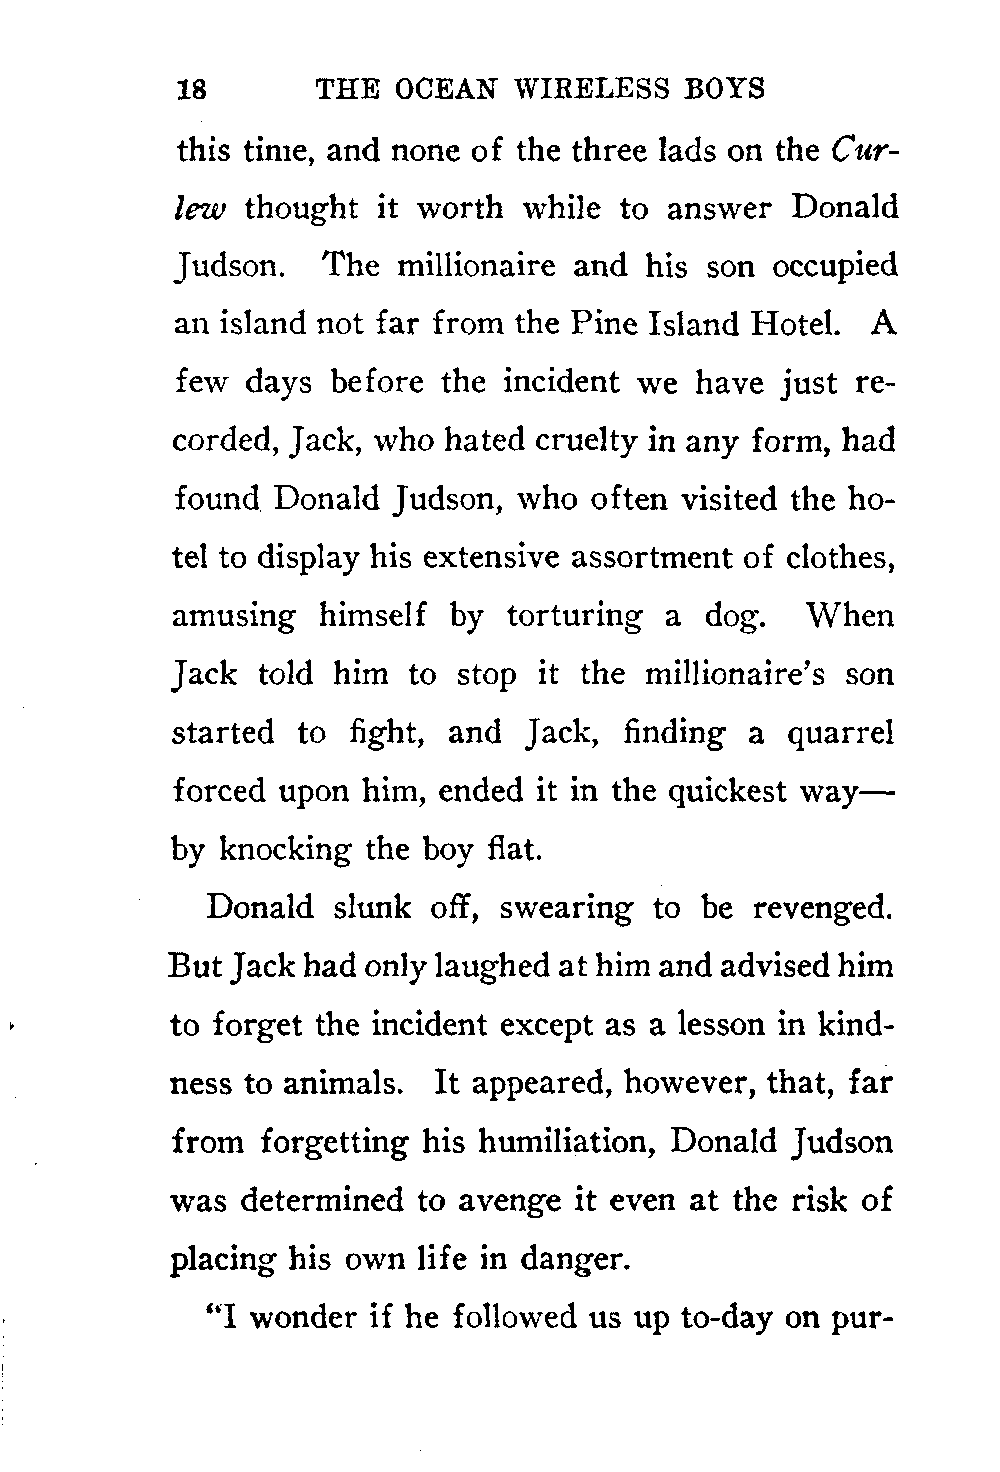 18 THE OCEAN WIRELESS BOYS
this time, and none of the three lads on the Cur-
lew thought it worth while to answer Donald
Judson. The millionaire and his son occupied
an island not far from the Pine Island Hotel. A
few days before the incident we have just re-
corded, Jack, who hated cruelty in any form, had
found Donald Judson, who often visited the ho-
tel to display his extensive assortment of clothes,
amusing himself by torturing a dog. When
Jack told him to stop it the millionaire's son
started to fight, and Jack, finding a quarrel
forced upon him, ended it in the quickest way—
by knocking the boy flat.
Donald slunk off, swearing to be revenged.
But Jack had only laughed at him and advised him
to forget the incident except as a lesson in kind-
ness to animals. It appeared, however, that, far
from forgetting his humiliation, Donald Judson
was determined to avenge it even at the risk of
placing his own life in danger.
"I wonder if he followed us up to-day on pur-